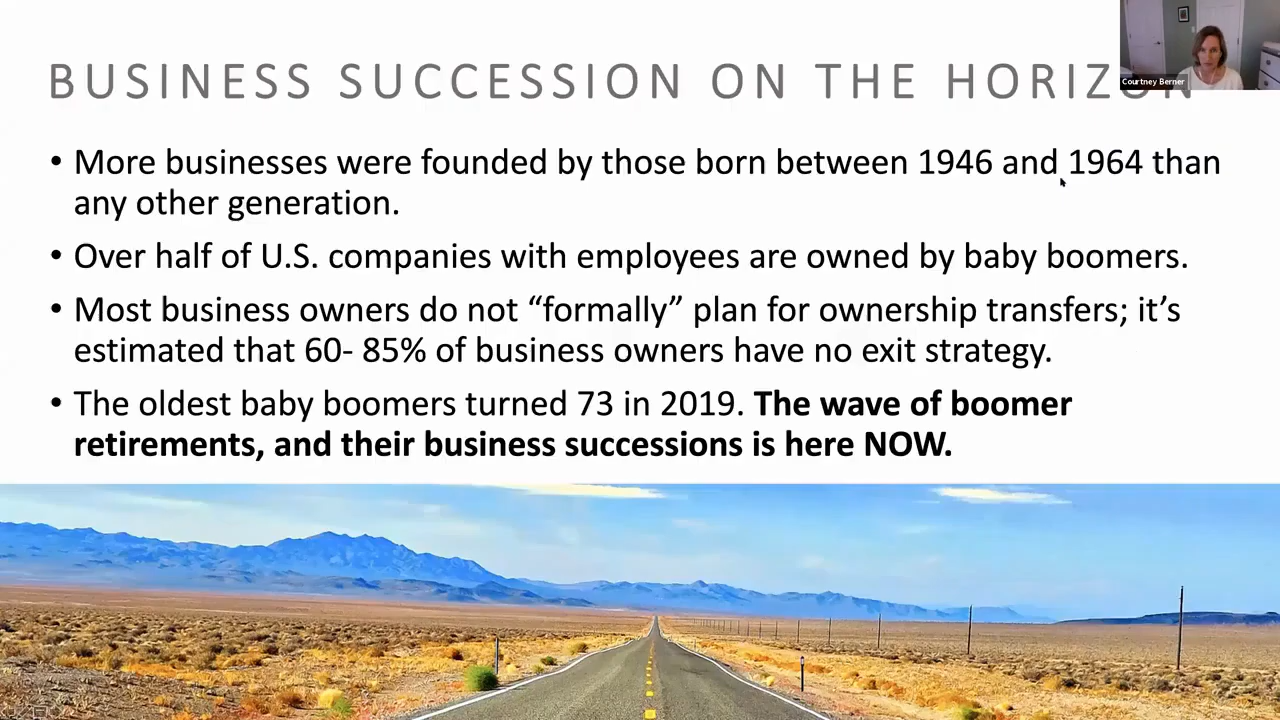 BUSINESS SUCCESSION ON THE HORIZON
Courtney Berner
• More businesses were founded by those born between 1946 and 1964 than
any other generation.
• Over half of U.S. companies with employees are owned by baby boomers.
• Most business owners do not “formally” plan for ownership transfers; it’s
estimated that 60- 85% of business owners have no exit strategy.
• The oldest baby boomers turned 73 in 2019. The wave of boomer
retirements, and their business successions is here NOW.